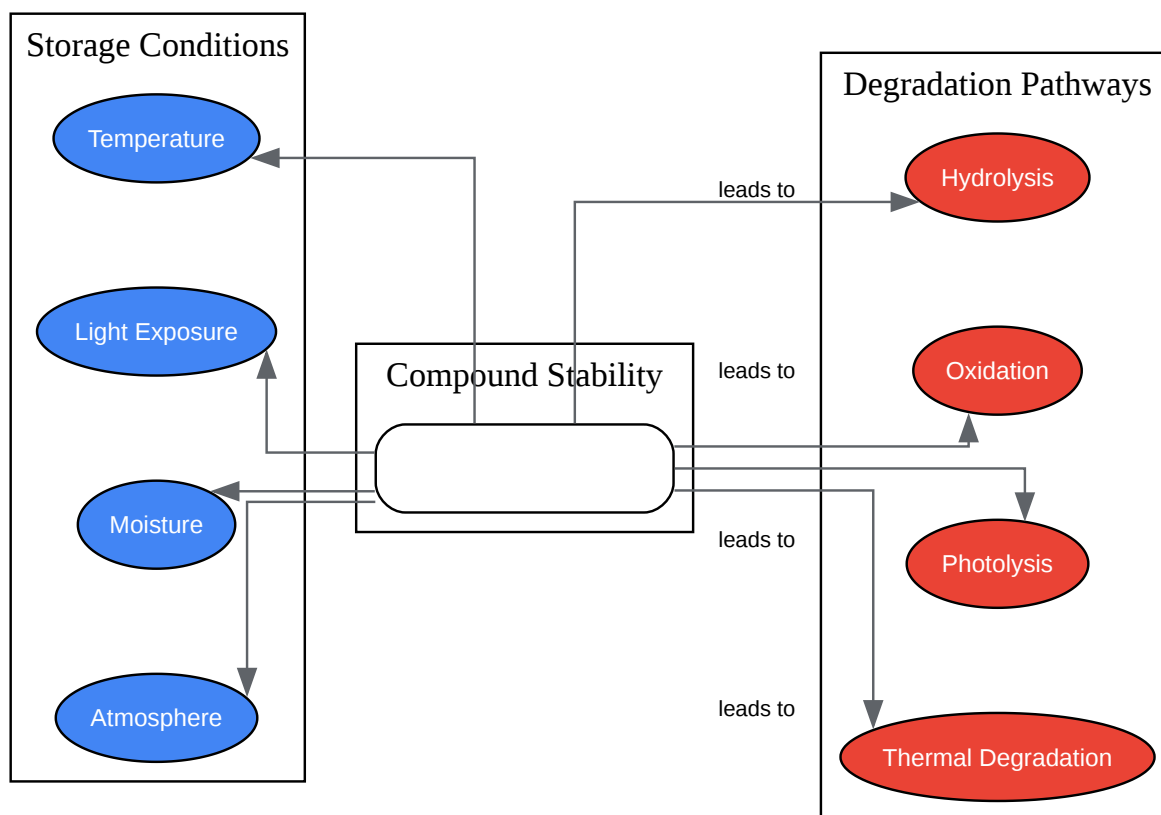 Storage Conditions
Temperature
Light Exposure
Moisture
Atmosphere
Compound Stability
leads to
leads to
leads to
leads to
Degradation Pathways
Hydrolysis
Oxidation
Photolysis
Thermal Degradation